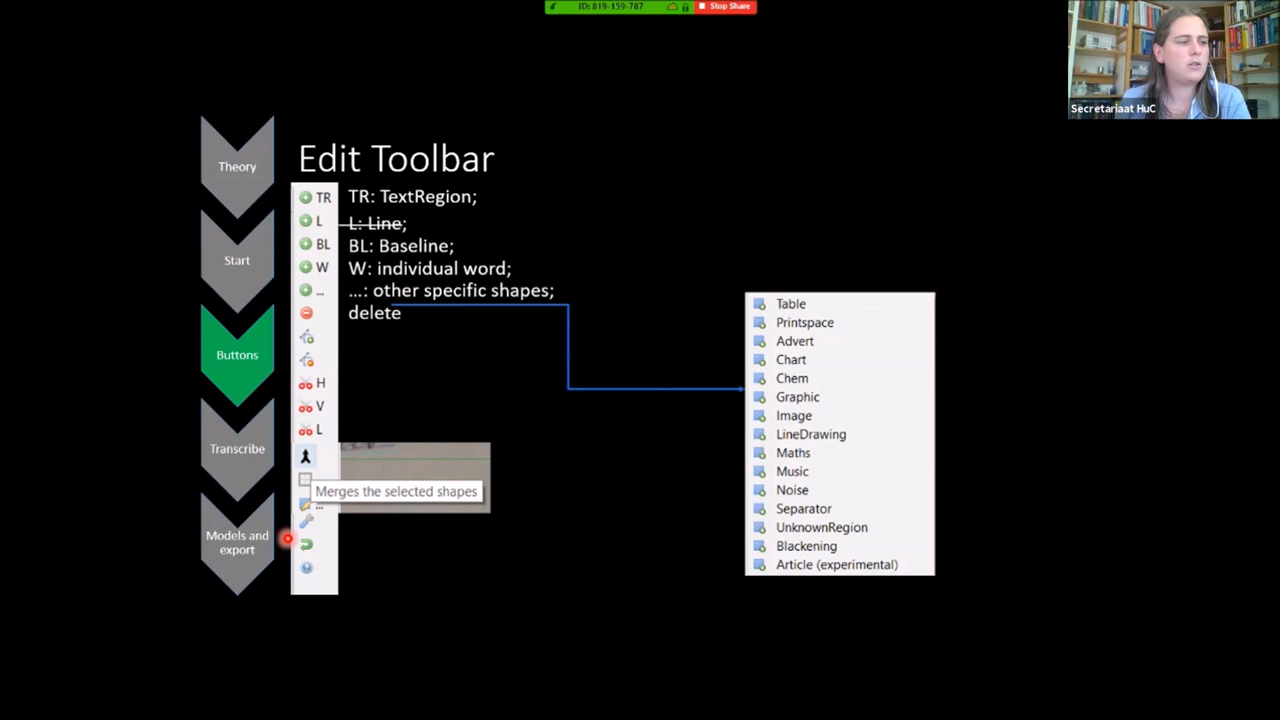 ID: 819-159-787
Stop Share
Secretariaat HuC
Theory
Start
Buttons
Transcribe
Models and
export
Edit Toolbar
TR
L
BL
W
...
H
V
L
...
TR: TextRegion;
L: Line;
BL: Baseline;
W: individual word;
...: other specific shapes;
delete
Merges the selected shapes
Table
Printspace
Advert
Chart
Chem
Graphic
Image
LineDrawing
Maths
Music
Noise
Separator
UnknownRegion
Blackening
Article (experimental)